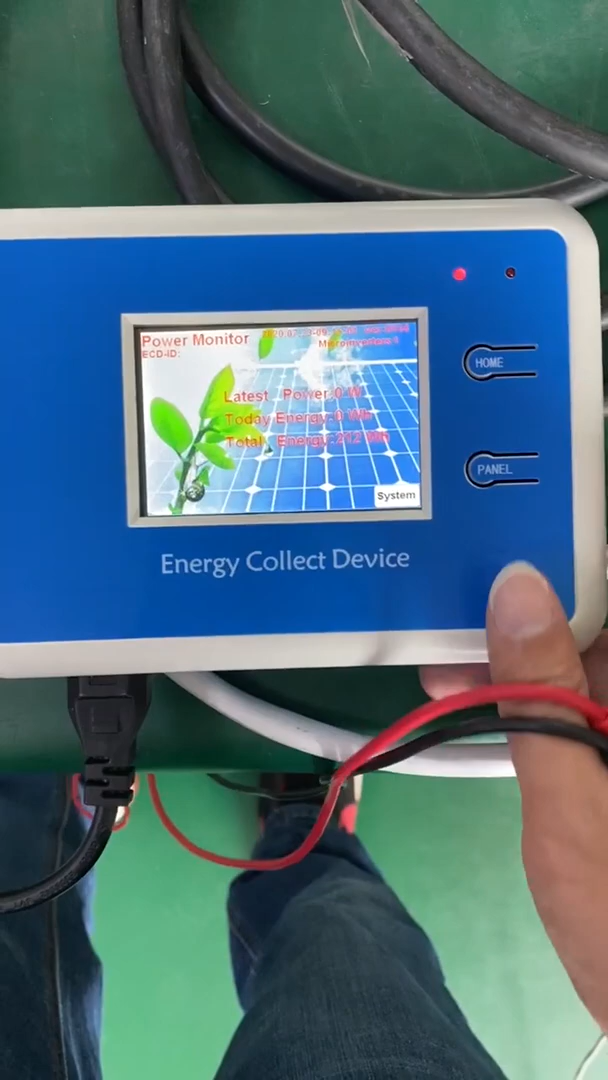 Power Monitor
ECD-ID:
Microinverters:
Latest Power:0 W
Today Energy:0 Wh
Total Energy:212 Wh
System
HOME
PANEL
Energy Collect Device